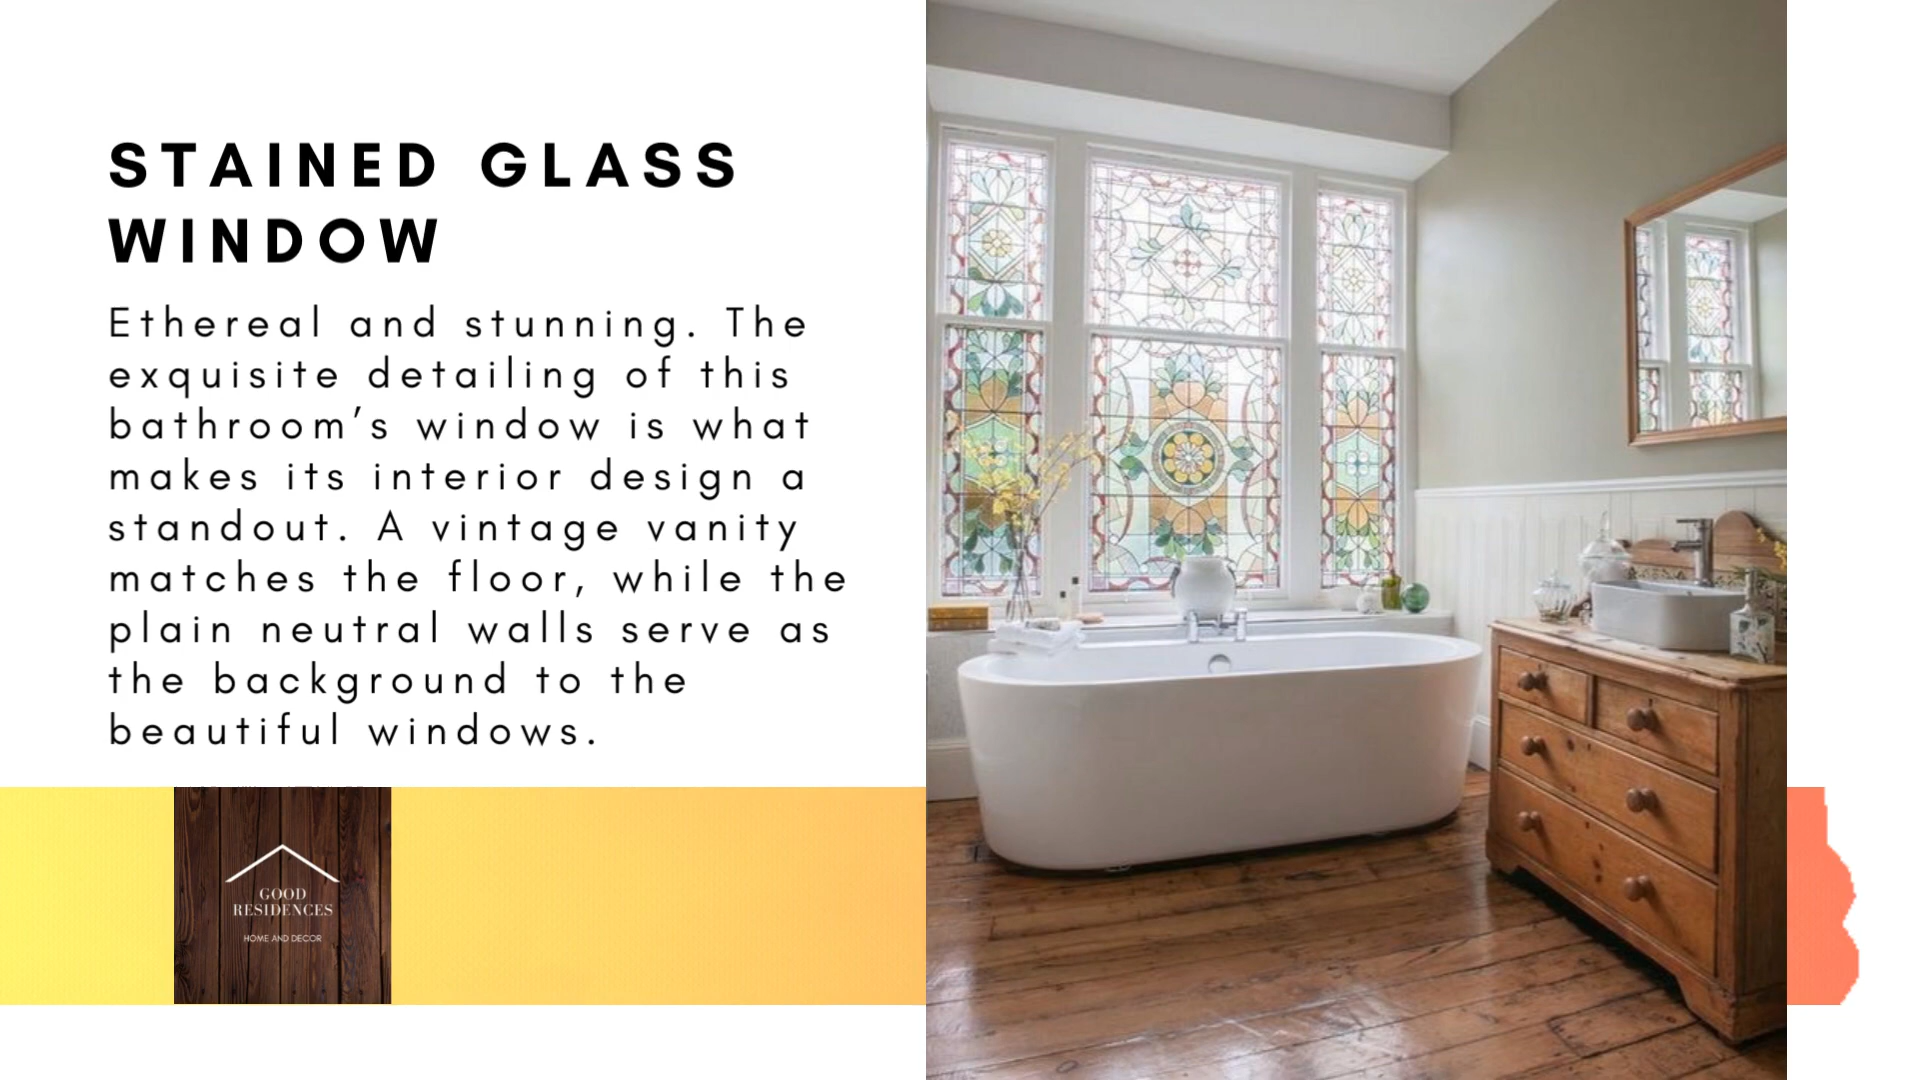 STAINED GLASS
WINDOW
Ethereal and stunning. The
exquisite detailing of this
bathroom’s window is what
makes its interior design a
standout. A vintage vanity
matches the floor, while the
plain neutral walls serve as
the background to the
beautiful windows.
GOOD
RESIDENCES
HOME AND DECOR